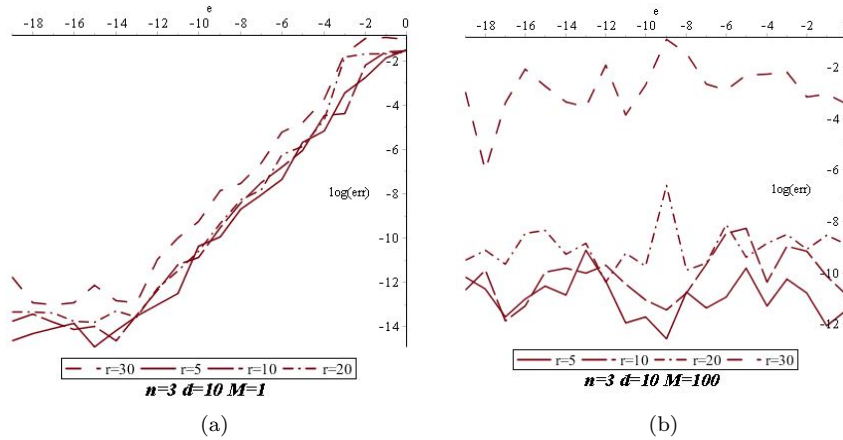 e
-18 -16 -14 -12 -10 -8 -6 -4 -2 0
-2
-4
-6
log(err)
-8
-10
-12
-14
r=30 r=5 r=10 r=20
n=3 d=10 M=1
(a)
e
-18 -16 -14 -12 -10 -8 -6 -4 -2 0
-2
-4
-6
log(err)
-8
-10
-12
r=5 r=10 r=20 r=30
n=3 d=10 M=100
(b)